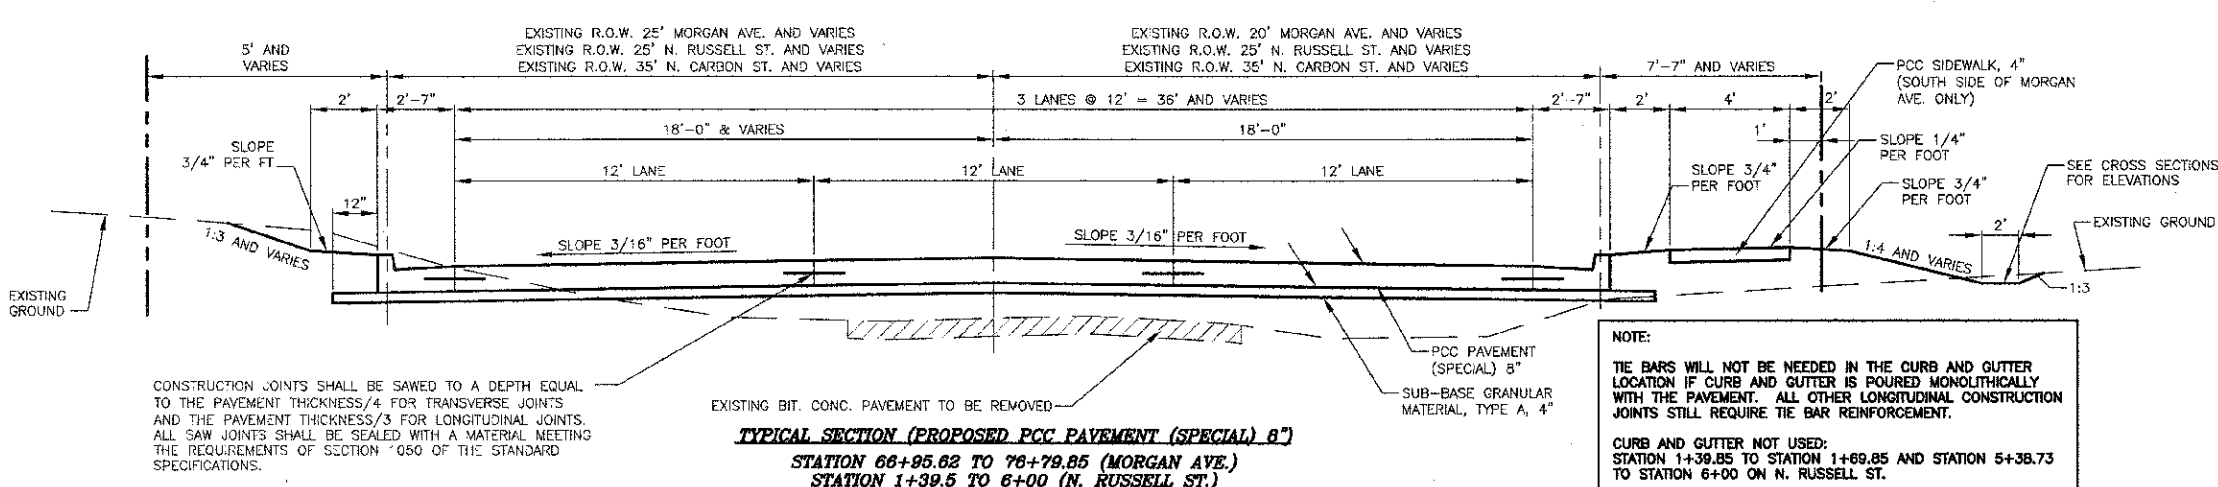 5' AND
VARIES
EXISTING R.O.W. 25' MORGAN AVE. AND VARIES
EXISTING R.O.W. 25' N. RUSSELL ST. AND VARIES
EXISTING R.O.W. 35' N. CARBON ST. AND VARIES
EXISTING R.O.W. 20' MORGAN AVE. AND VARIES
EXISTING R.O.W. 25' N. RUSSELL ST. AND VARIES
EXISTING R.O.W. 35' N. CARBON ST. AND VARIES
7'-7" AND VARIES
PCC SIDEWALK, 4"
(SOUTH SIDE OF MORGAN
AVE. ONLY)
2'
2'-7"
3 LANES @ 12' = 36' AND VARIES
2'-7"
2'
4'
2'
18'-0" & VARIES
18'-0"
1'
SLOPE
3/4" PER FT
SLOPE 1/4"
PER FOOT
12' LANE
12' LANE
12' LANE
SLOPE 3/4"
PER FOOT
SLOPE 3/4"
PER FOOT
SEE CROSS SECTIONS
FOR ELEVATIONS
12"
2'
EXISTING GROUND
1:3 AND VARIES
SLOPE 3/16" PER FOOT
SLOPE 3/16" PER FOOT
1:4 AND VARIES
1:3
EXISTING
GROUND
PCC PAVEMENT
(SPECIAL) 8"
SUB-BASE GRANULAR
MATERIAL, TYPE A, 4"
CONSTRUCTION JOINTS SHALL BE SAWED TO A DEPTH EQUAL
TO THE PAVEMENT THICKNESS/4 FOR TRANSVERSE JOINTS
AND THE PAVEMENT THICKNESS/3 FOR LONGITUDINAL JOINTS.
ALL SAW JOINTS SHALL BE SEALED WITH A MATERIAL MEETING
THE REQUIREMENTS OF SECTION 1050 OF THE STANDARD
SPECIFICATIONS.
EXISTING BIT. CONC. PAVEMENT TO BE REMOVED
TYPICAL SECTION (PROPOSED PCC PAVEMENT (SPECIAL) 8")
STATION 66+95.62 TO 76+79.85 (MORGAN AVE.)
STATION 1+39.5 TO 6+00 (N. RUSSELL ST.)
NOTE:
TIE BARS WILL NOT BE NEEDED IN THE CURB AND GUTTER
LOCATION IF CURB AND GUTTER IS POURED MONOLITHICALLY
WITH THE PAVEMENT. ALL OTHER LONGITUDINAL CONSTRUCTION
JOINTS STILL REQUIRE TIE BAR REINFORCEMENT.
CURB AND GUTTER NOT USED:
STATION 1+39.85 TO STATION 1+69.85 AND STATION 5+38.73
TO STATION 6+00 ON N. RUSSELL ST.